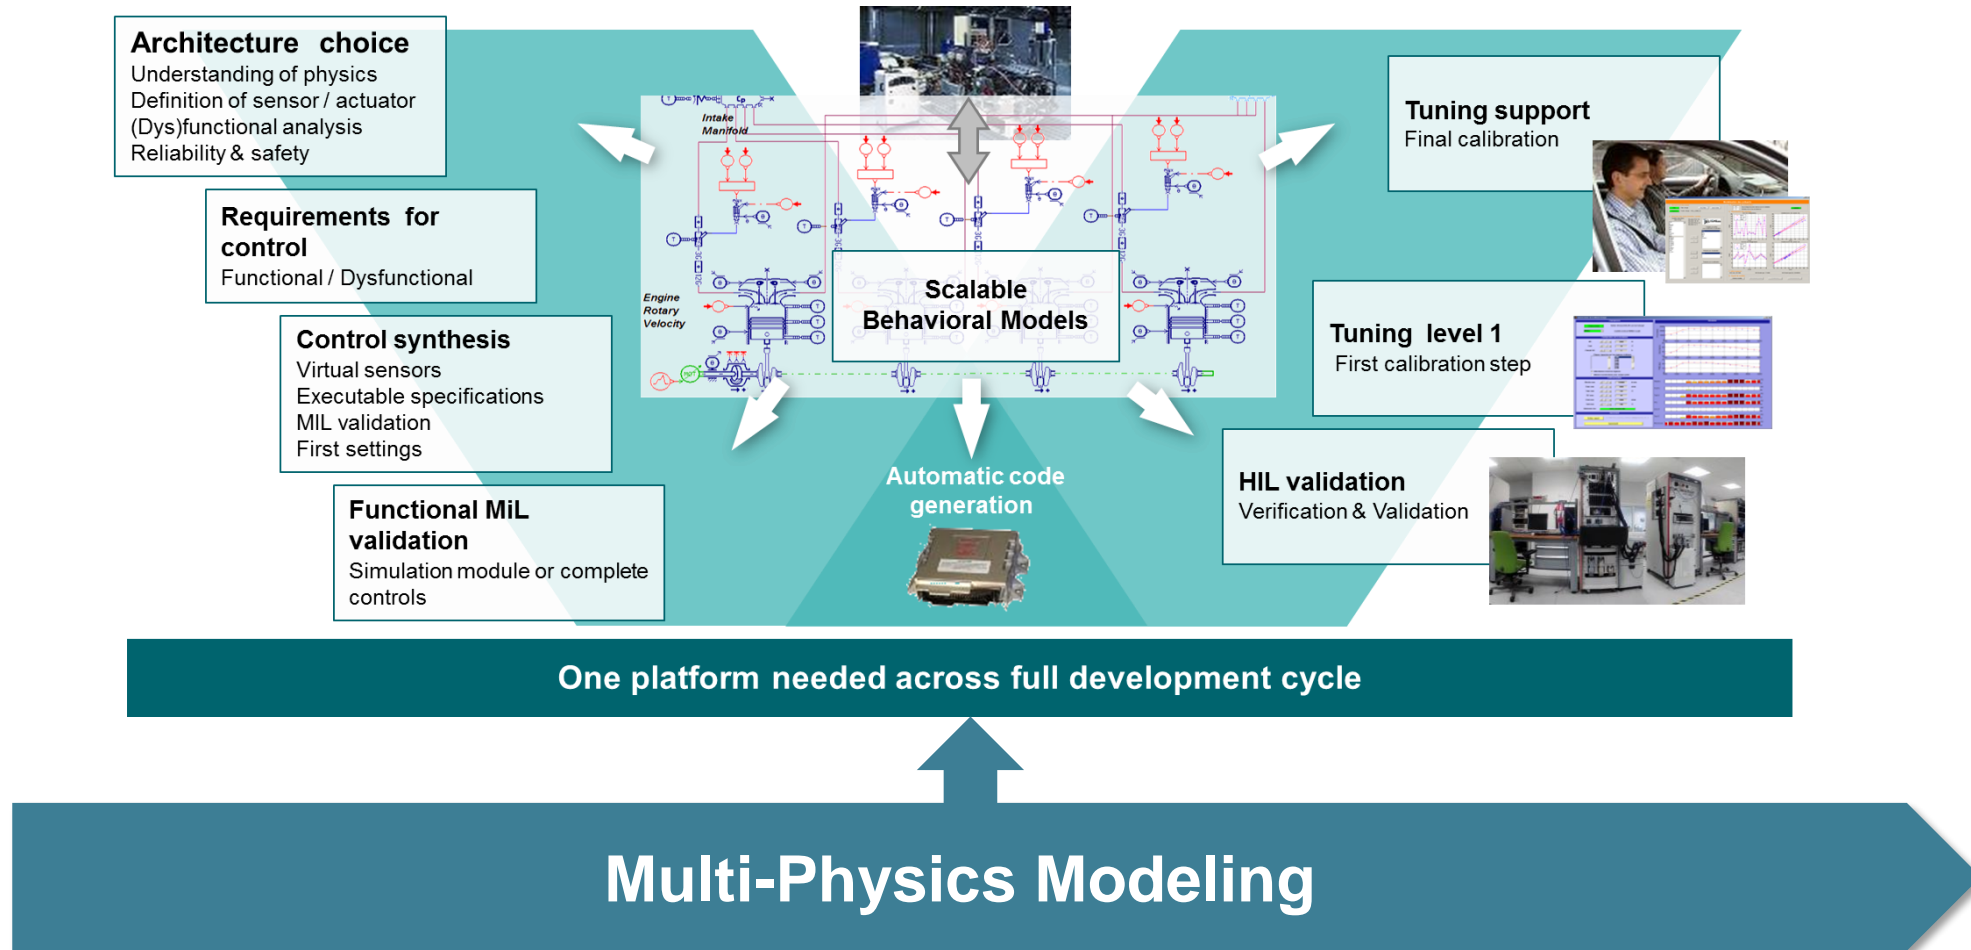 Architecture choice
Understanding of physics
Definition of sensor / actuator
(Dys)functional analysis
Reliability & safety
Requirements for
control
Functional / Dysfunctional
Control synthesis
Virtual sensors
Executable specifications
MIL validation
First settings
Functional MiL
validation
Simulation module or complete
controls
Intake
Manifold
Engine
Rotary
Velocity
Scalable
Behavioral Models
Automatic code
generation
Tuning support
Final calibration
Tuning level 1
First calibration step
HIL validation
Verification & Validation
One platform needed across full development cycle
Multi-Physics Modeling